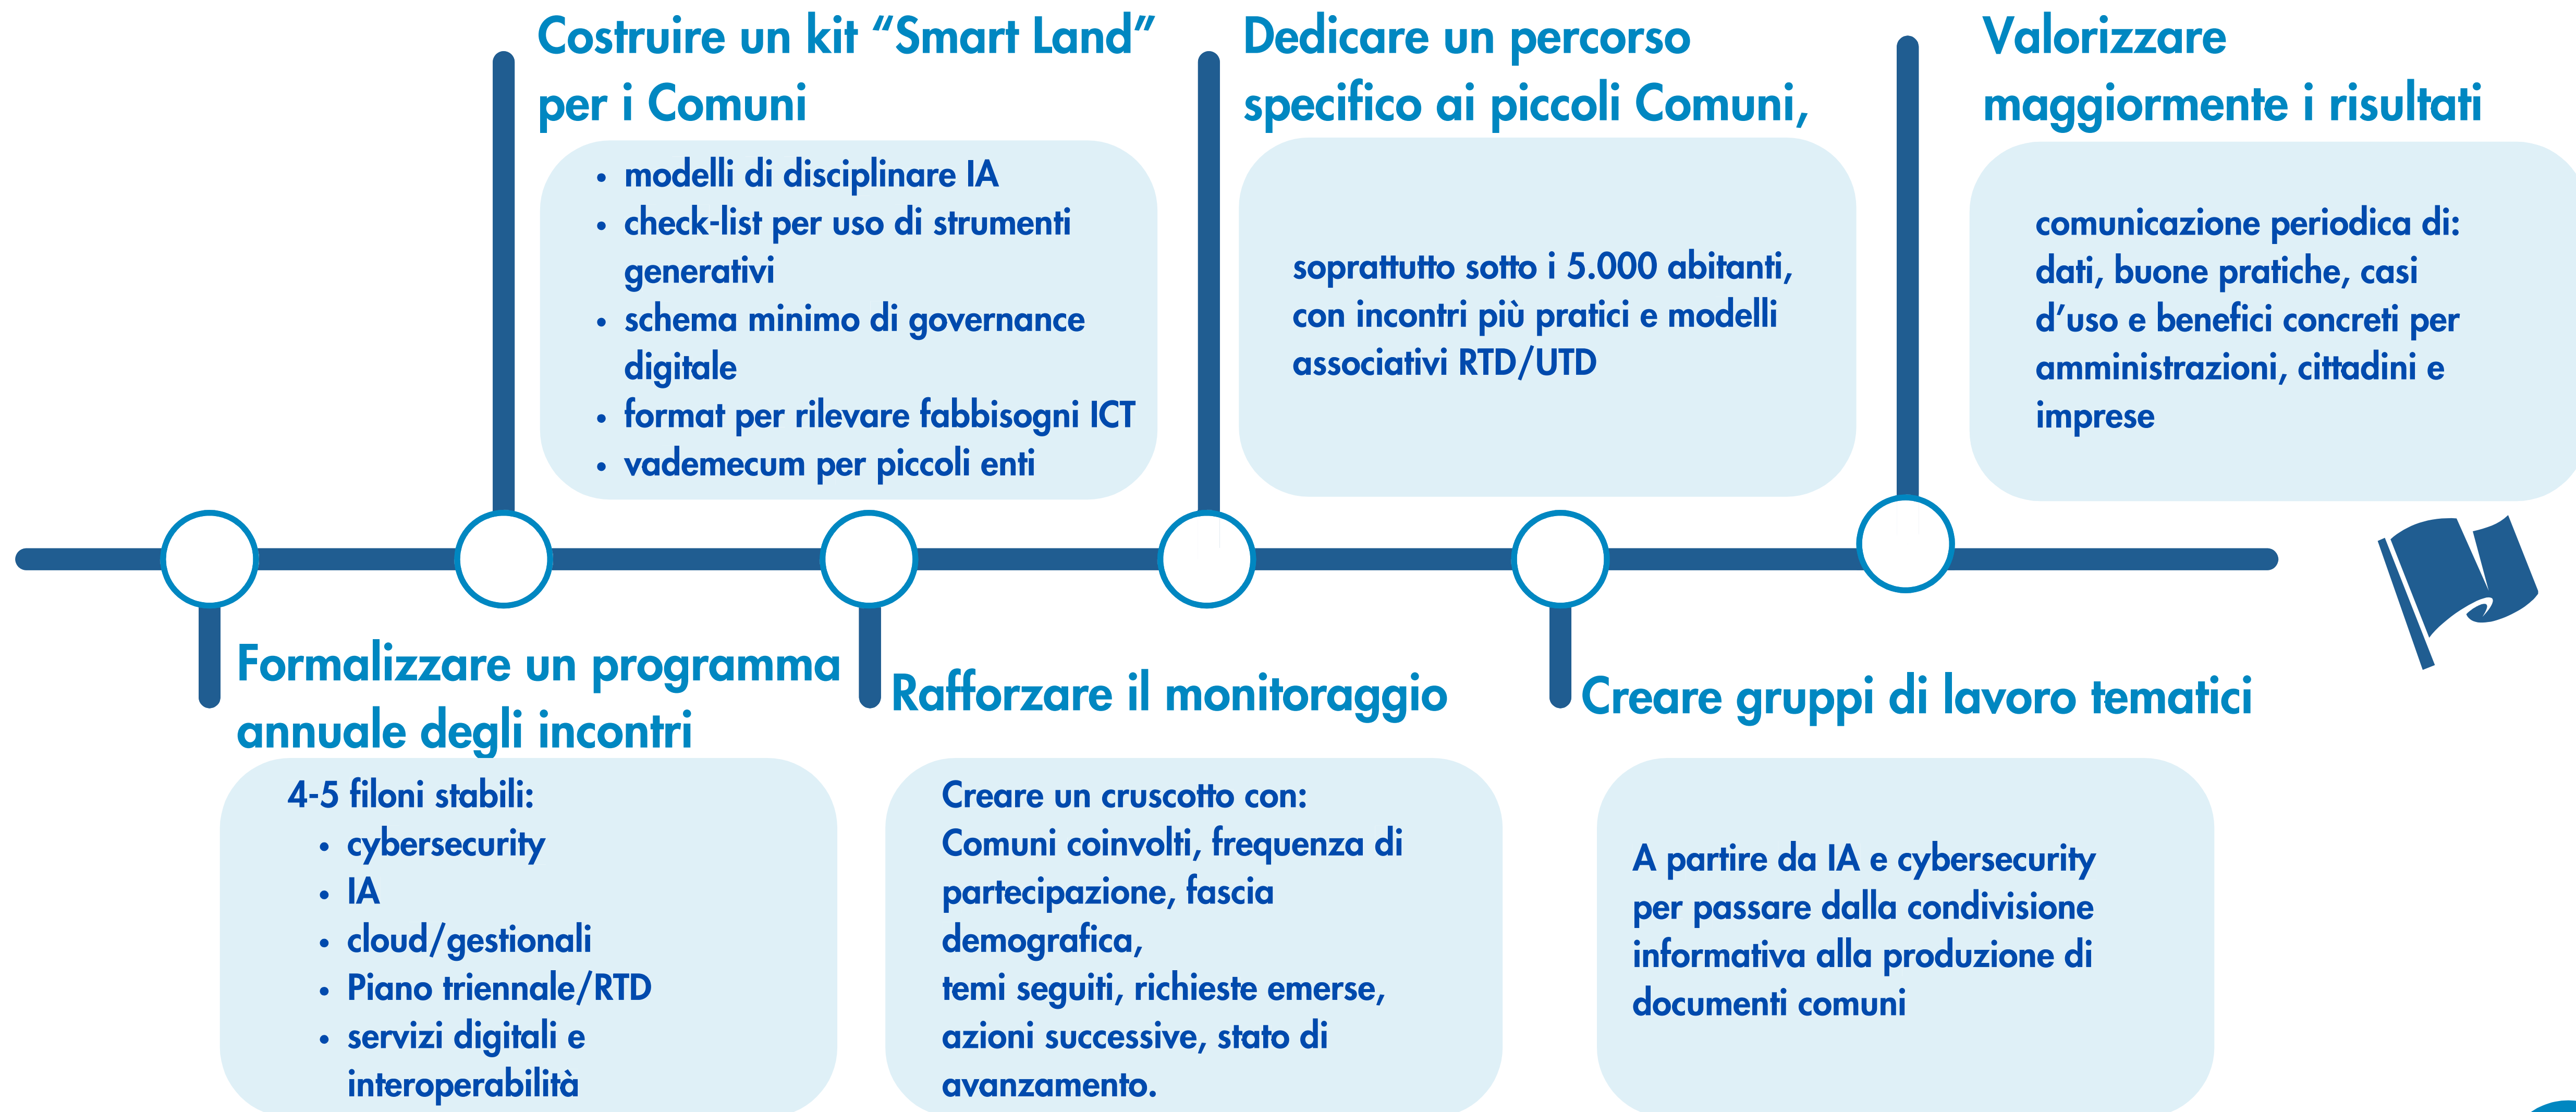 Costruire un kit “Smart Land”
per i Comuni
modelli di disciplinare IA
check-list per uso di strumenti
generativi
schema minimo di governance
digitale
format per rilevare fabbisogni ICT
vademecum per piccoli enti
Dedicare un percorso
specifico ai piccoli Comuni,
soprattutto sotto i 5.000 abitanti,
con incontri più pratici e modelli
associativi RTD/UTD
Valorizzare
maggiormente i risultati
comunicazione periodica di:
dati, buone pratiche, casi
d’uso e benefici concreti per
amministrazioni, cittadini e
imprese
Formalizzare un programma
annuale degli incontri
4-5 filoni stabili:
cybersecurity
IA
cloud/gestionali
Piano triennale/RTD
servizi digitali e
interoperabilità
Rafforzare il monitoraggio
Creare un cruscotto con:
Comuni coinvolti, frequenza di
partecipazione, fascia
demografica,
temi seguiti, richieste emerse,
azioni successive, stato di
avanzamento.
Creare gruppi di lavoro tematici
A partire da IA e cybersecurity
per passare dalla condivisione
informativa alla produzione di
documenti comuni